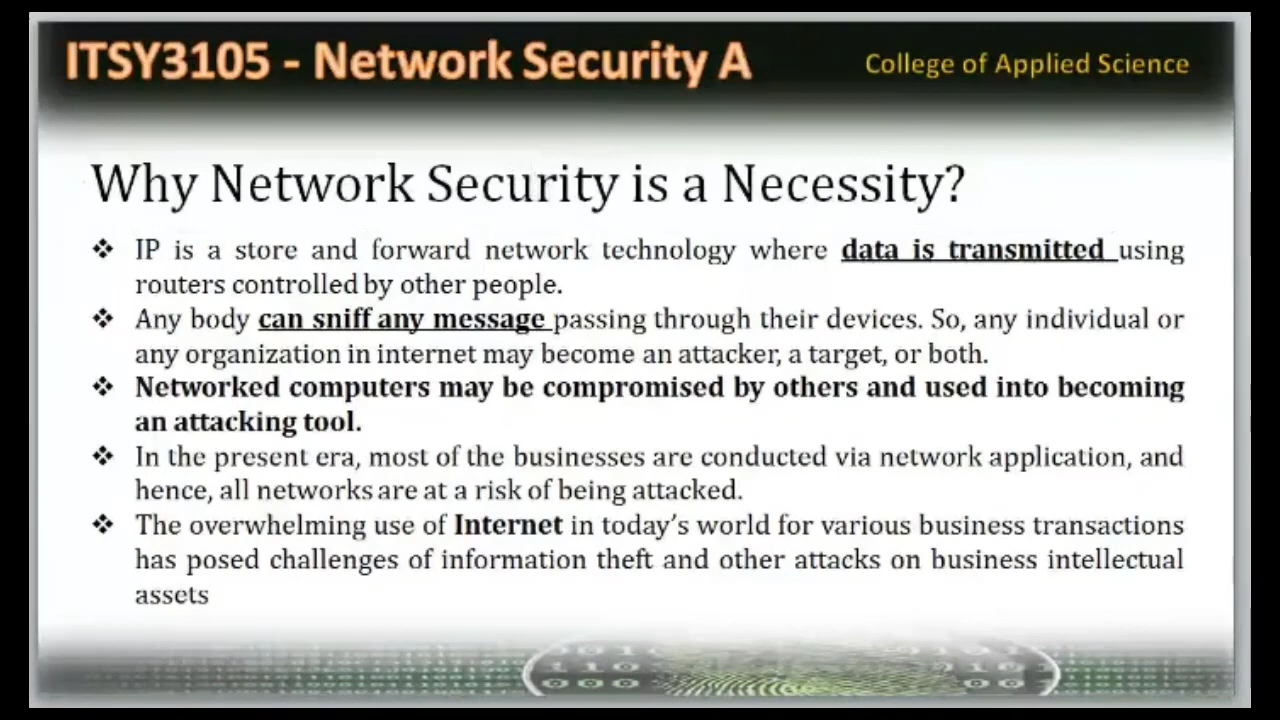 ITSY3105 - Network Security A
College of Applied Science
Why Network Security is a Necessity?
❖ IP is a store and forward network technology where data is transmitted using
routers controlled by other people.
❖ Any body can sniff any message passing through their devices. So, any individual or
any organization in internet may become an attacker, a target, or both.
❖ Networked computers may be compromised by others and used into becoming
an attacking tool.
❖ In the present era, most of the businesses are conducted via network application, and
hence, all networks are at a risk of being attacked.
❖ The overwhelming use of Internet in today's world for various business transactions
has posed challenges of information theft and other attacks on business intellectual
assets